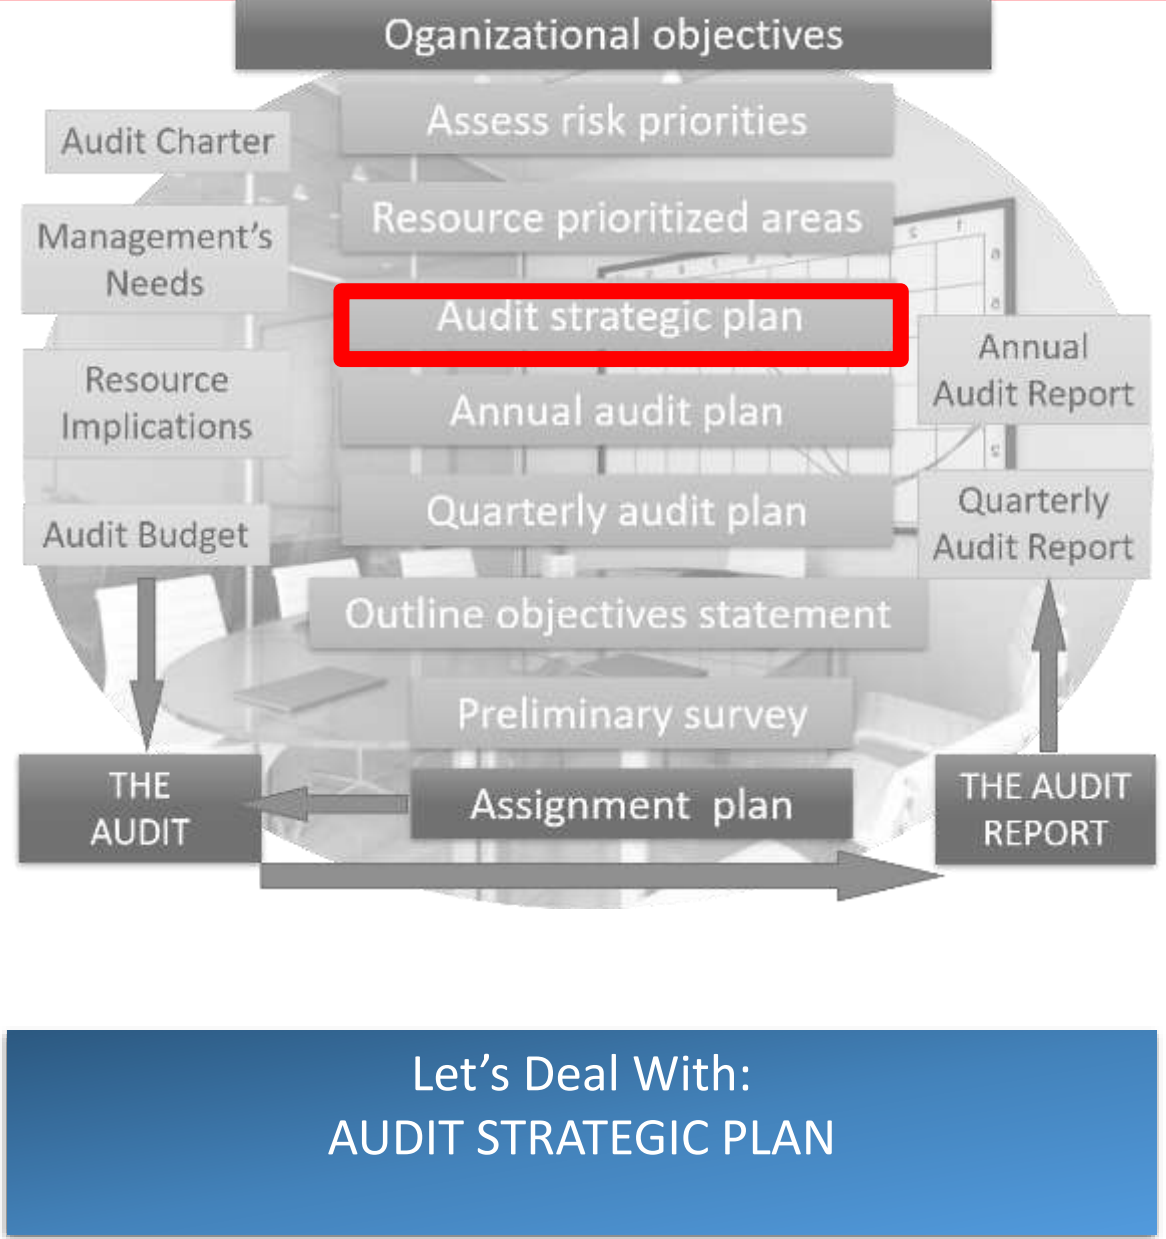 Oganizational objectives
Assess risk priorities
Audit Charter
Resource prioritized areas
Management's
Needs
Audit strategic plan
Annual
Audit Report
Resource
Implications
Annual audit plan
Quarterly audit plan
Quarterly
Audit Report
Audit Budget
Outline objectives statement
Preliminary survey
THE
AUDIT
Assignment plan
THE AUDIT
REPORT
Let's Deal With:
AUDIT STRATEGIC PLAN